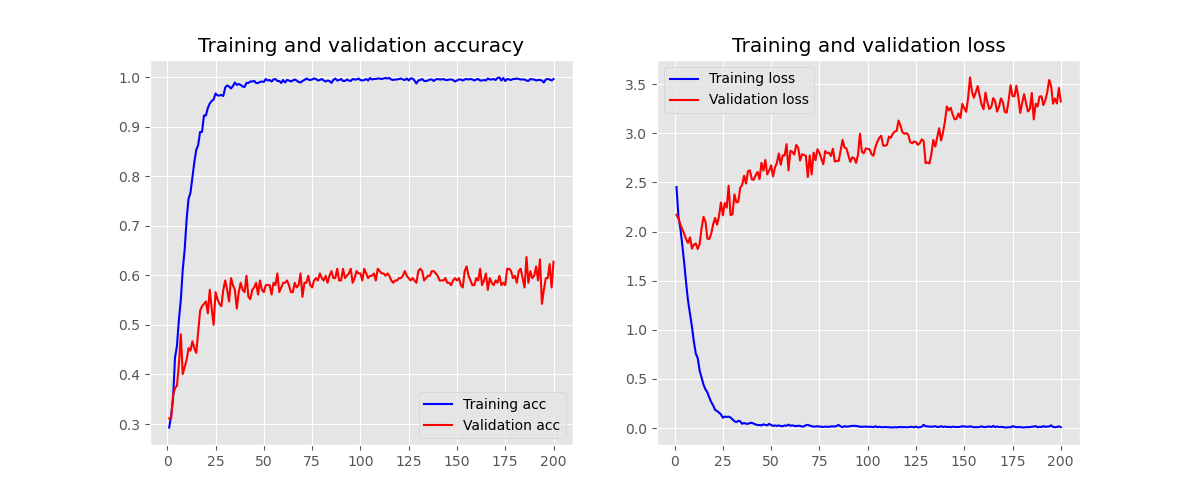 Training and validation accuracy
1.0
0.9
0.8
0.7
0.6
0.5
0.4
0.3
Training acc
Validation acc
0 25 50 75 100 125 150 175 200
Training and validation loss
Training loss
Validation loss
3.5
3.0
2.5
2.0
1.5
1.0
0.5
0.0
0 25 50 75 100 125 150 175 200